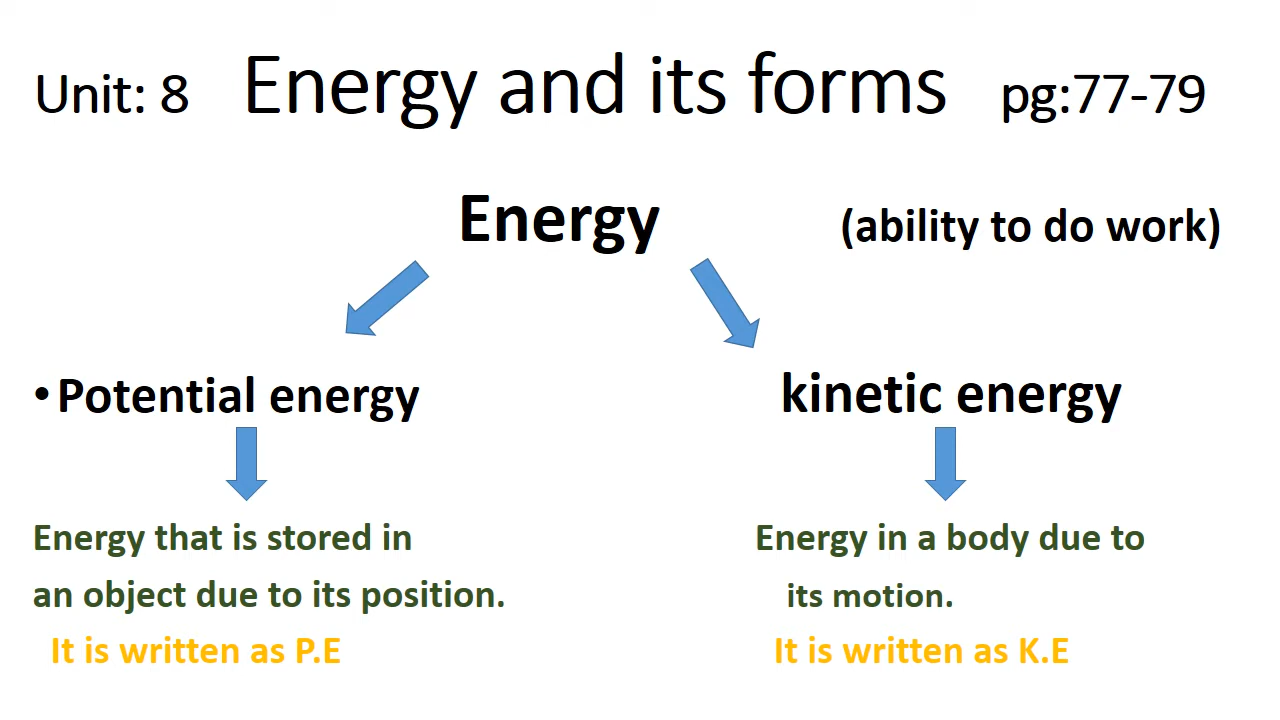 Unit: 8 Energy and its forms pg:77-79
Energy (ability to do work)
• Potential energy
kinetic energy
Energy that is stored in
an object due to its position.
It is written as P.E
Energy in a body due to
its motion.
It is written as K.E